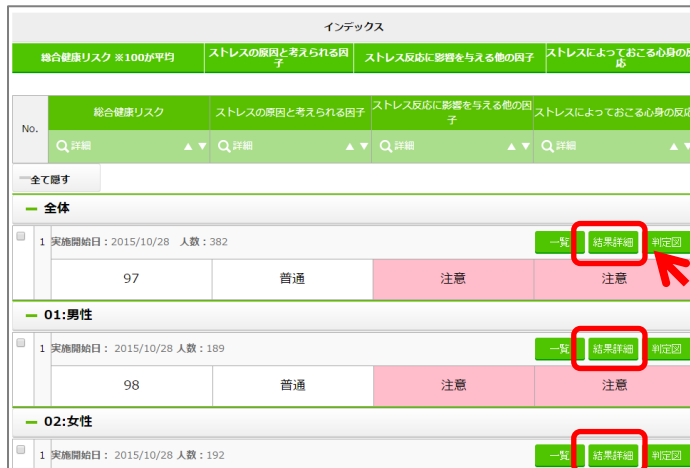 インデックス
総合健康リスク ※100が平均 ストレスの原因と考えられる因子 ストレス反応に影響を与える他の因子 ストレスによっておこる心身の反応
No. 総合健康リスク ストレスの原因と考えられる因子 ストレス反応に影響を与える他の因子 ストレスによっておこる心身の反応
詳細 ▲ ▼ 詳細 ▲ ▼ 詳細 ▲ ▼ 詳細 ▲ ▼
全て隠す
全体
1 実施開始日：2015/10/28 人数：382 一覧 結果詳細 判定図
97 普通 注意 注意
01:男性
1 実施開始日： 2015/10/28 人数：189 一覧 結果詳細 判定図
98 普通 注意 注意
02:女性
1 実施開始日： 2015/10/28 人数：192 一覧 結果詳細 判定図